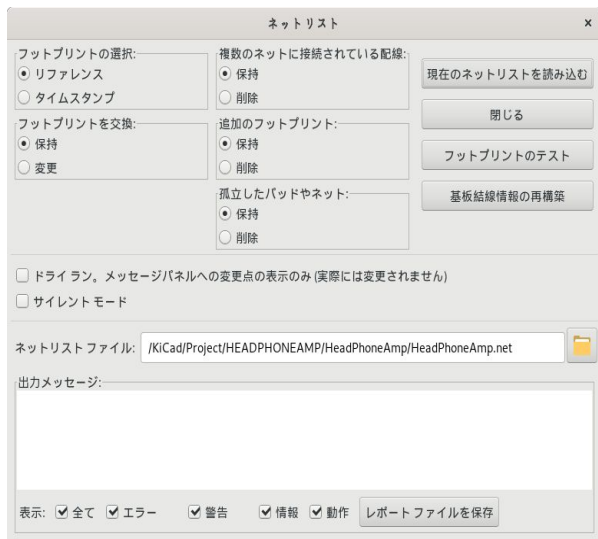 ネットリスト
×
フットプリントの選択:
リファレンス
タイムスタンプ
フットプリントを交換:
保持
変更
複数のネットに接続されている配線:
保持
削除
追加のフットプリント:
保持
削除
孤立したパッドやネット:
保持
削除
現在のネットリストを読み込む
閉じる
フットプリントのテスト
基板結線情報の再構築
ドライ ラン。メッセージパネルへの変更点の表示のみ (実際には変更されません)
サイレント モード
ネットリスト ファイル: /KiCad/Project/HEADPHONEAMP/HeadPhoneAmp/HeadPhoneAmp.net
出力メッセージ:
表示: 全て エラー 警告 情報 動作 レポート ファイルを保存